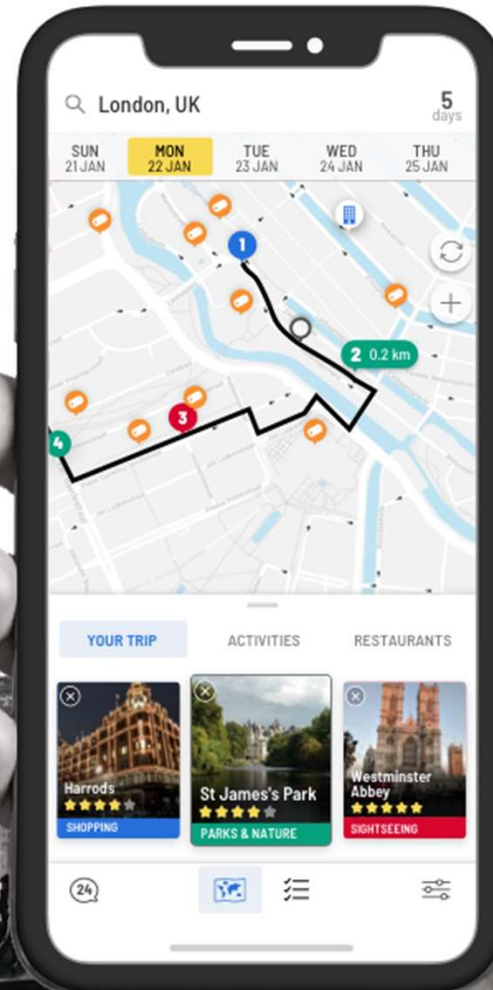 London, UK
5
days
SUN
21 JAN
MON
22 JAN
TUE
23 JAN
WED
24 JAN
THU
25 JAN
1
2 0.2 km
3
4
YOUR TRIP
ACTIVITIES
RESTAURANTS
Harrods
SHOPPING
St James's Park
PARKS & NATURE
Westminster
Abbey
SIGHTSEEING
24